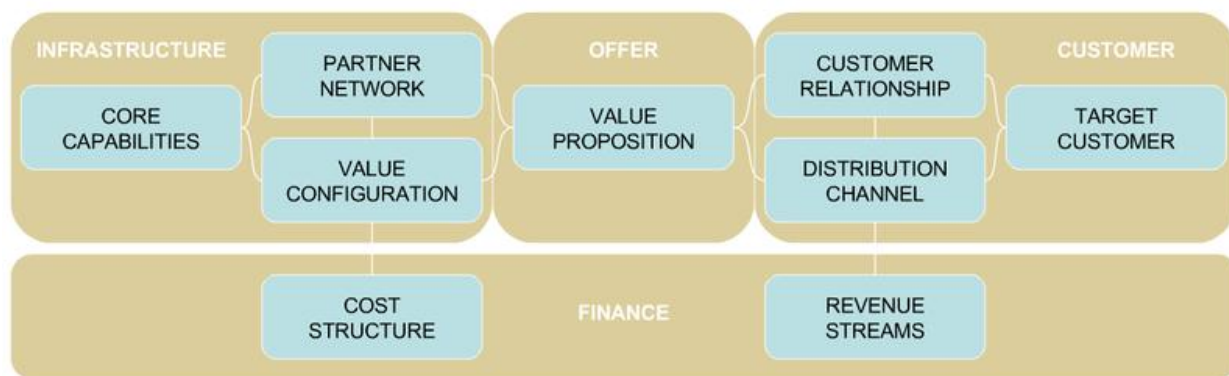 INFRASTRUCTURE
PARTNER
NETWORK
CORE
CAPABILITIES
VALUE
CONFIGURATION
OFFER
VALUE
PROPOSITION
CUSTOMER
CUSTOMER
RELATIONSHIP
TARGET
CUSTOMER
DISTRIBUTION
CHANNEL
COST
STRUCTURE
FINANCE
REVENUE
STREAMS